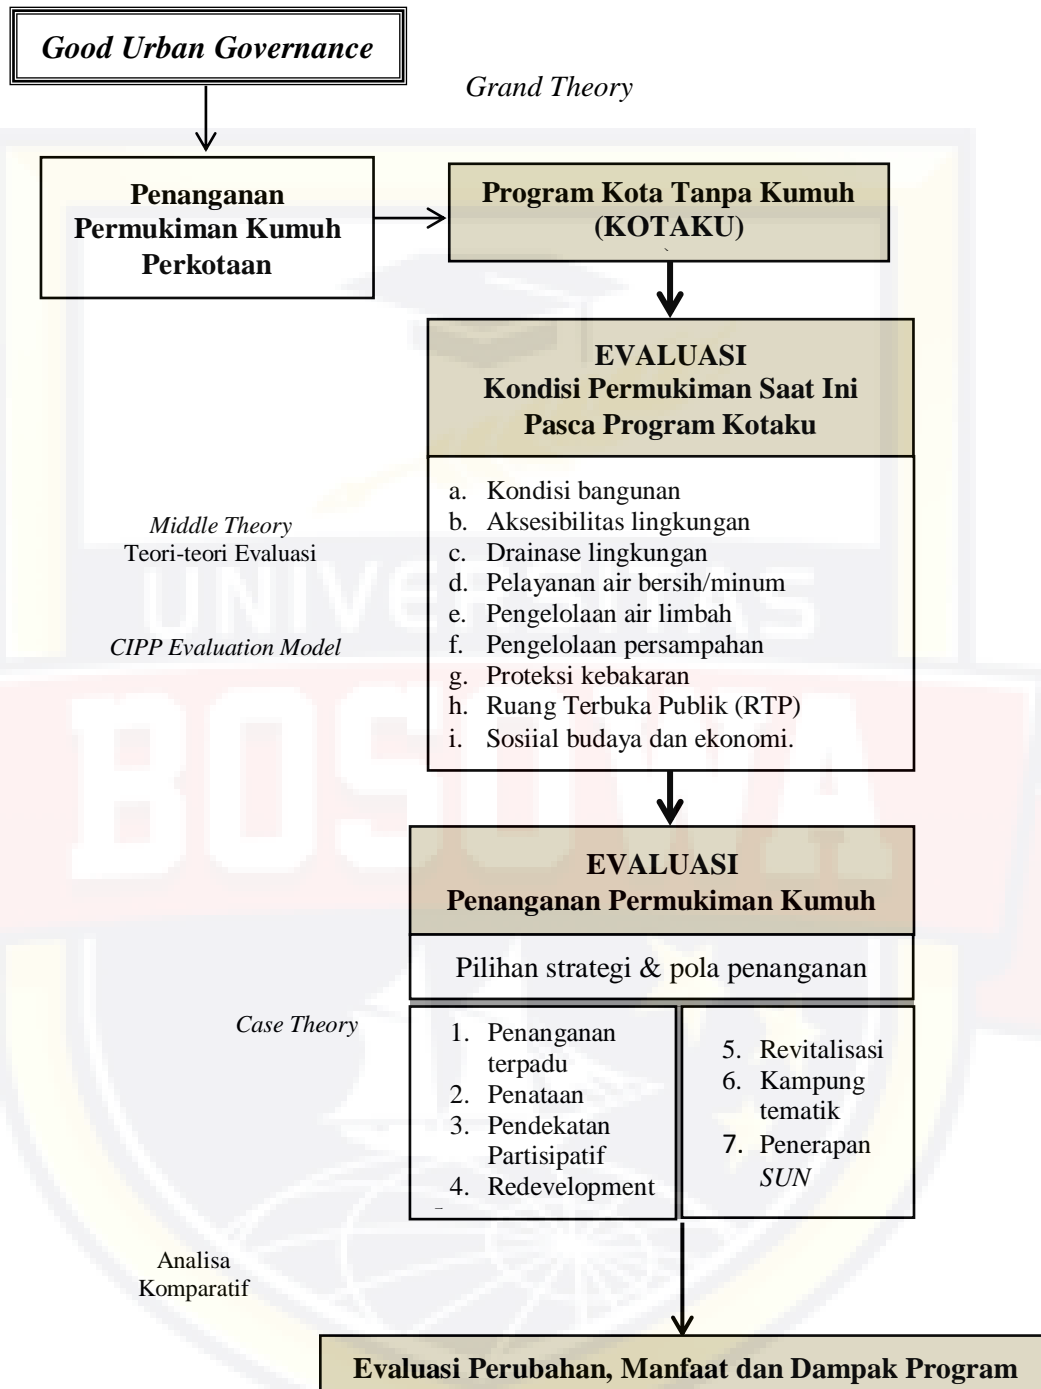 Good Urban Governance
Grand Theory
Penanganan
Permukiman Kumuh
Perkotaan
Program Kota Tanpa Kumuh
(KOTAKU)
EVALUASI
Kondisi Permukiman Saat Ini
Pasca Program Kotaku
Middle Theory
Teori-teori Evaluasi
CIPP Evaluation Model
a. Kondisi bangunan
b. Aksesibilitas lingkungan
c. Drainase lingkungan
d. Pelayanan air bersih/minum
e. Pengelolaan air limbah
f. Pengelolaan persampahan
g. Proteksi kebakaran
h. Ruang Terbuka Publik (RTP)
i. Sosiial budaya dan ekonomi.
EVALUASI
Penanganan Permukiman Kumuh
Pilihan strategi & pola penanganan
Case Theory
1. Penanganan
terpadu
2. Penataan
3. Pendekatan
Partisipatif
4. Redevelopment
5. Revitalisasi
6. Kampung
tematik
7. Penerapan
SUN
Analisa
Komparatif
Evaluasi Perubahan, Manfaat dan Dampak Program
UNIVERSITAS
BOSOWA